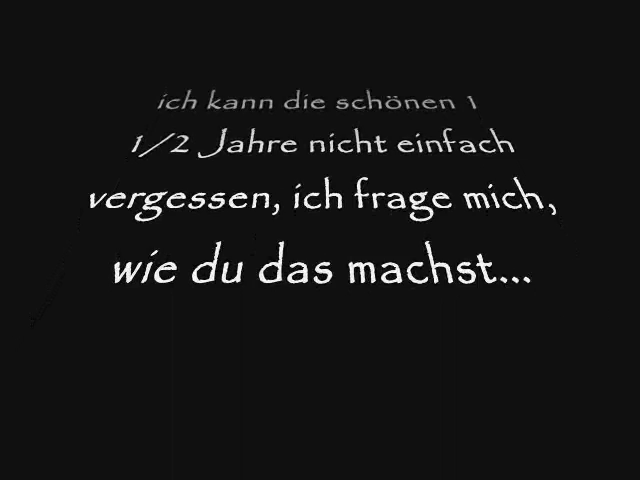 ich kann die schönen 1
1/2 Jahre nicht einfach
vergessen, ich frage mich,
wie du das machst...